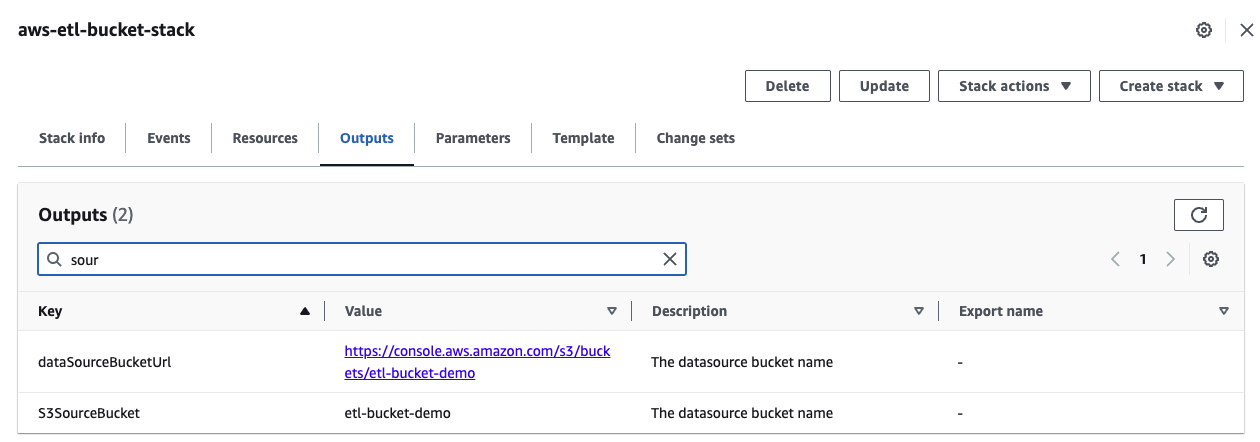 aws-etl-bucket-stack
Delete
Update
Stack actions
Create stack
Stack info
Events
Resources
Outputs
Parameters
Template
Change sets
Outputs (2)
sour
1
Key
Value
Description
Export name
dataSourceBucketUrl
https://console.aws.amazon.com/s3/buck
ets/etl-bucket-demo
The datasource bucket name
-
S3SourceBucket
etl-bucket-demo
The datasource bucket name
-